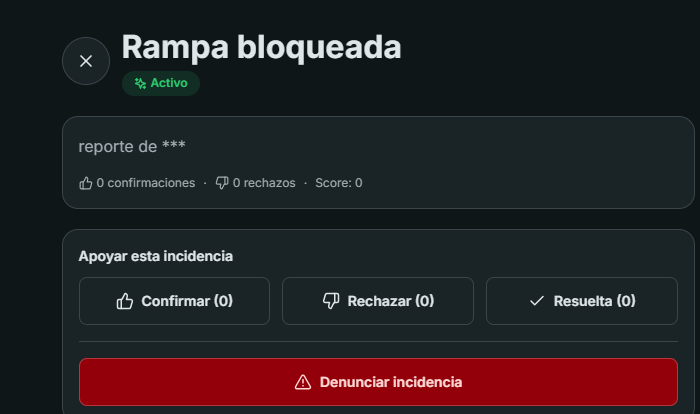 Rampa bloqueada
Activo
reporte de ***
0 confirmaciones · 0 rechazos · Score: 0
Apoyar esta incidencia
Confirmar (0) Rechazar (0) Resuelta (0)
Denunciar incidencia